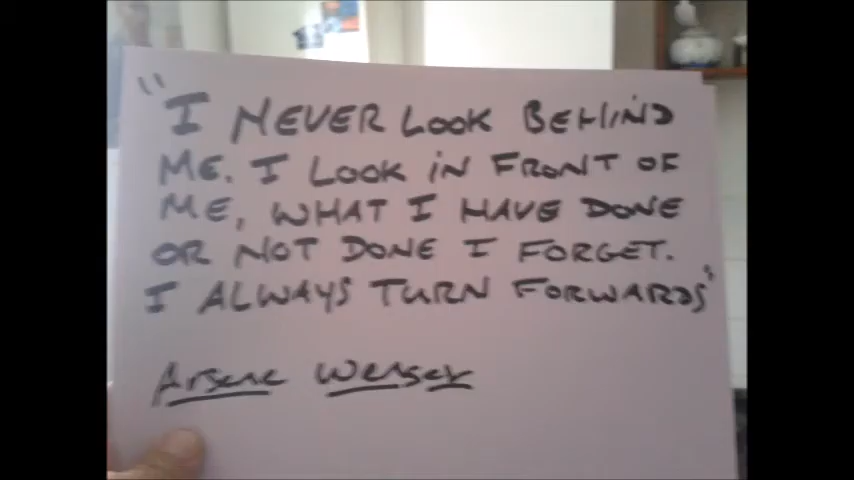 "I NEVER LOOK BEHIND
ME. I LOOK IN FRONT OF
ME, WHAT I HAVE DONE
OR NOT DONE I FORGET.
I ALWAYS TURN FORWARDS"
Arsene Wenger